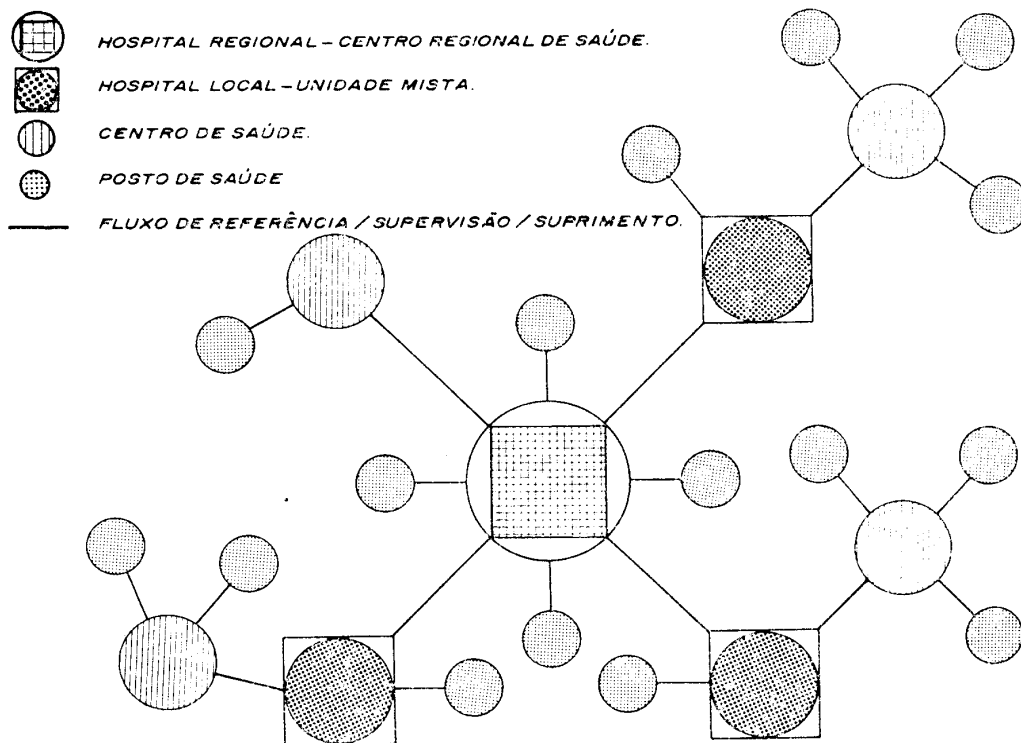 HOSPITAL REGIONAL – CENTRO REGIONAL DE SAÚDE.
HOSPITAL LOCAL – UNIDADE MISTA.
CENTRO DE SAÚDE.
POSTO DE SAÚDE
FLUXO DE REFERÊNCIA / SUPERVISÃO / SUPRIMENTO.